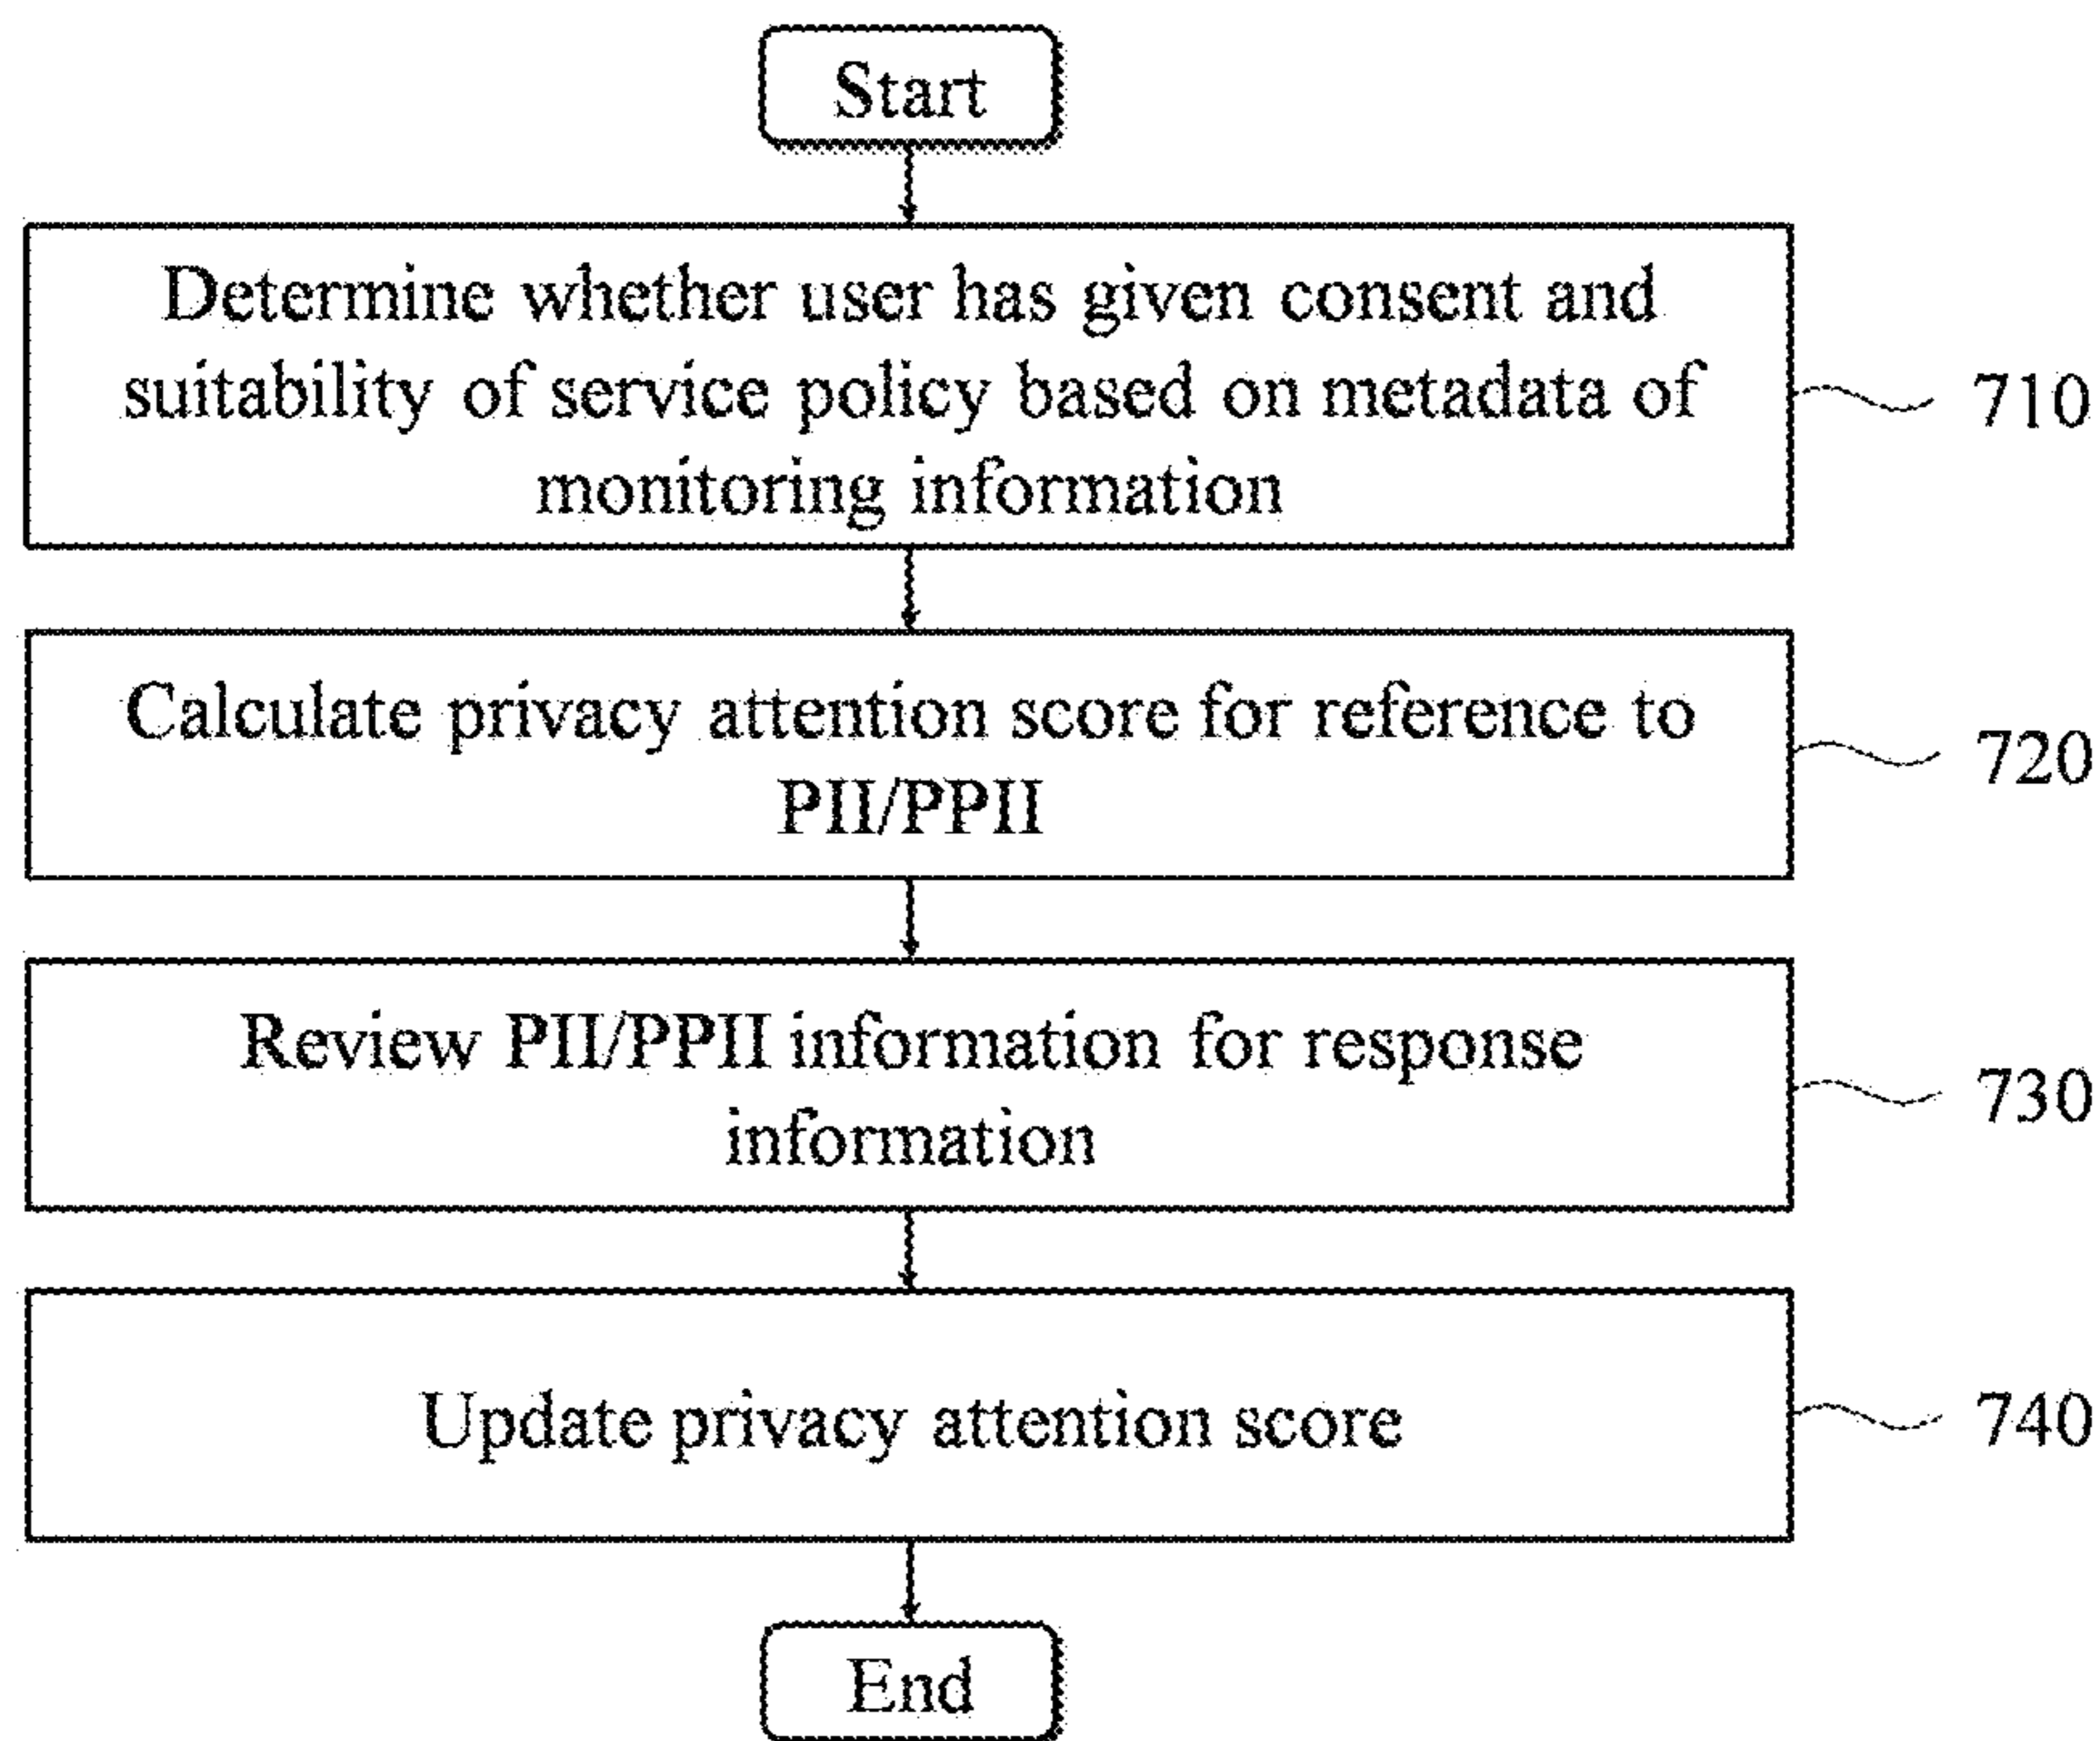 Start
Determine whether user has given consent and
suitability of service policy based on metadata of
monitoring information
710
Calculate privacy attention score for reference to
PII/PPII
720
Review PII/PPII information for response
information
730
Update privacy attention score
740
End